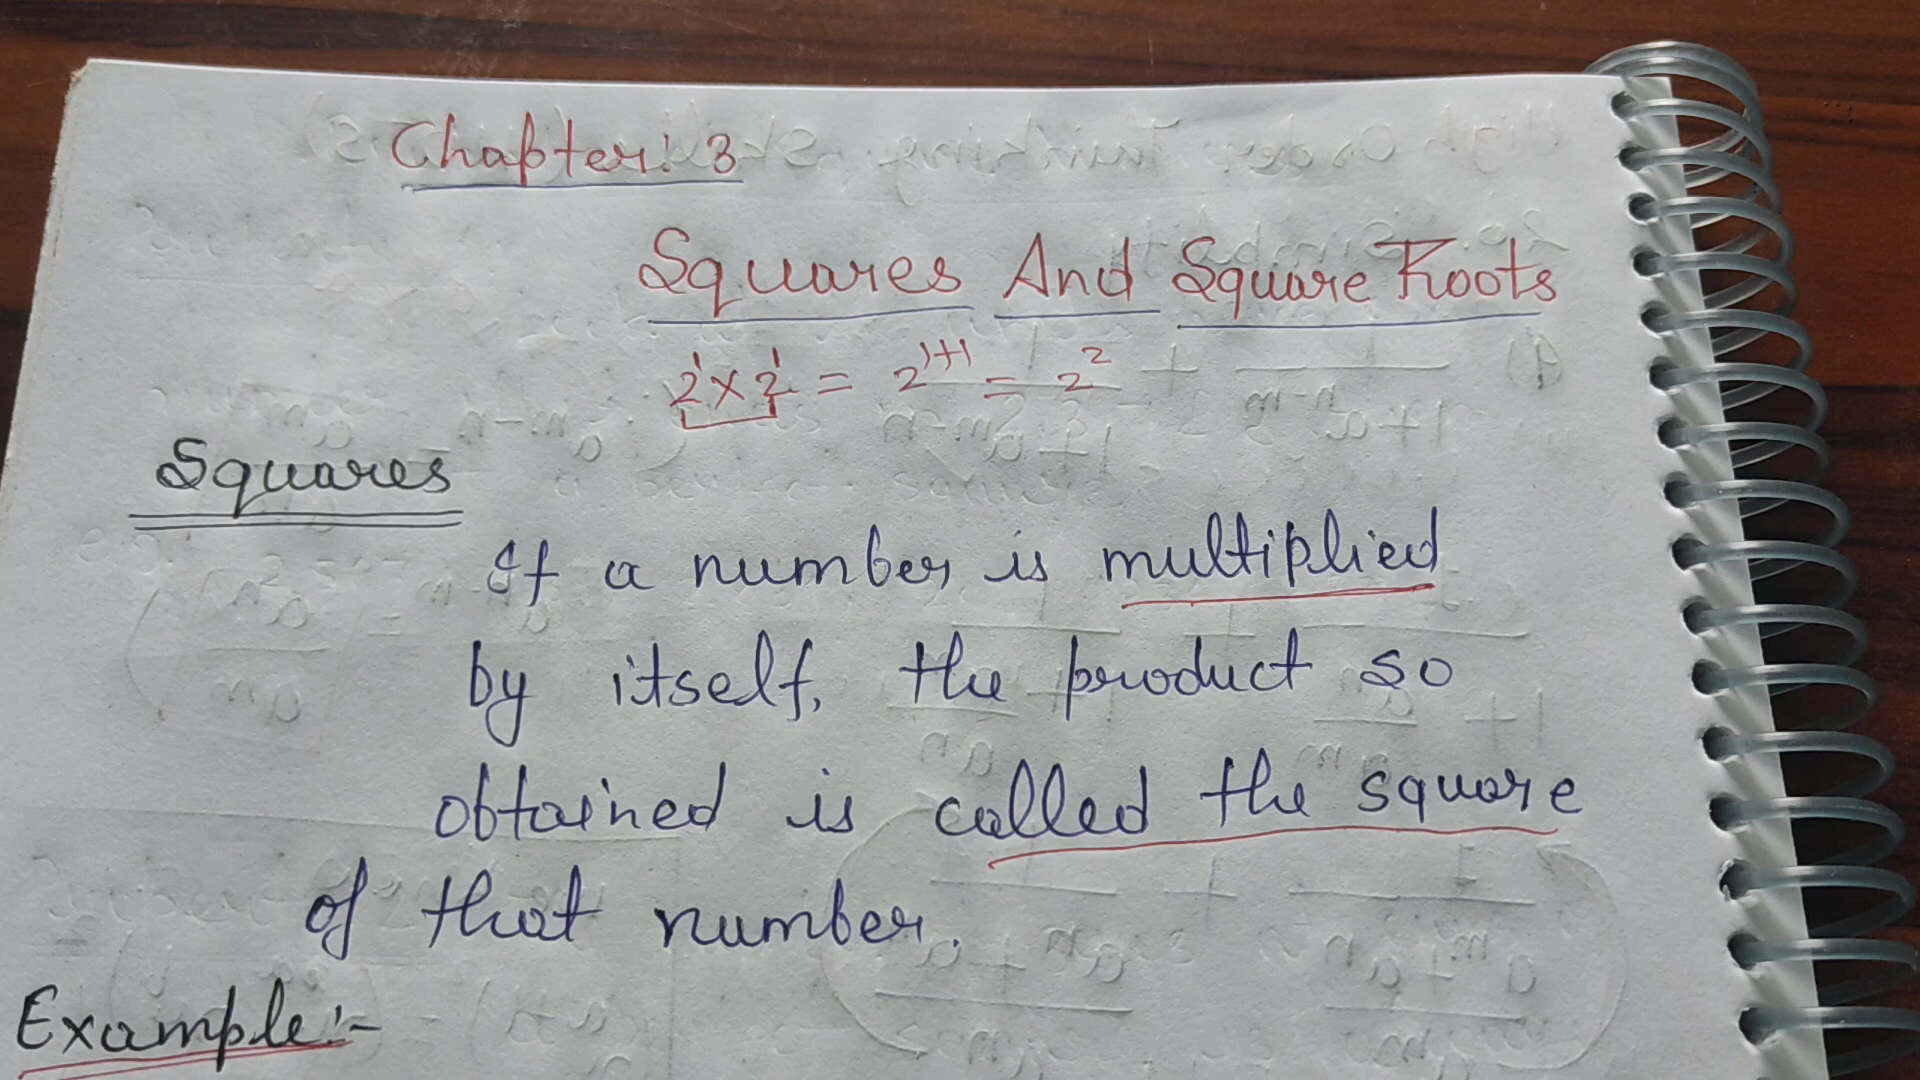 Chapter: 3
Squares And Square Roots
2¹ × 2¹ = 2¹⁺¹ = 2²
Squares
If a number is multiplied
by itself, the product so
obtained is called the square
of that number.
Example:-